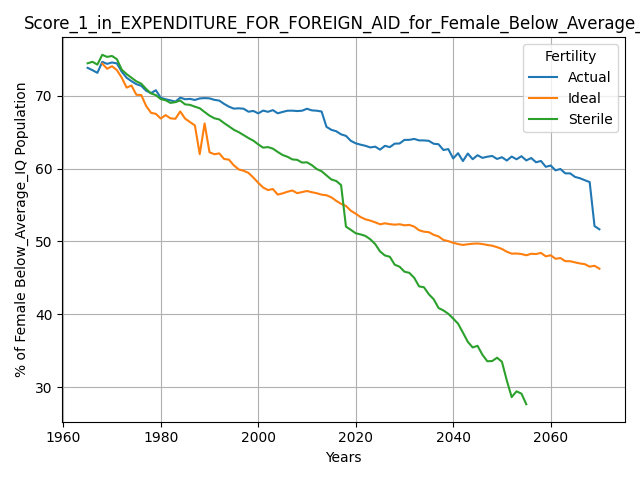 Score_1_in_EXPENDITURE_FOR_FOREIGN_AID_for_Female_Below_Average_
Fertility
Actual
Ideal
Sterile
% of Female Below_Average_IQ Population
70
60
50
40
30
1960 1980 2000 2020 2040 2060
Years